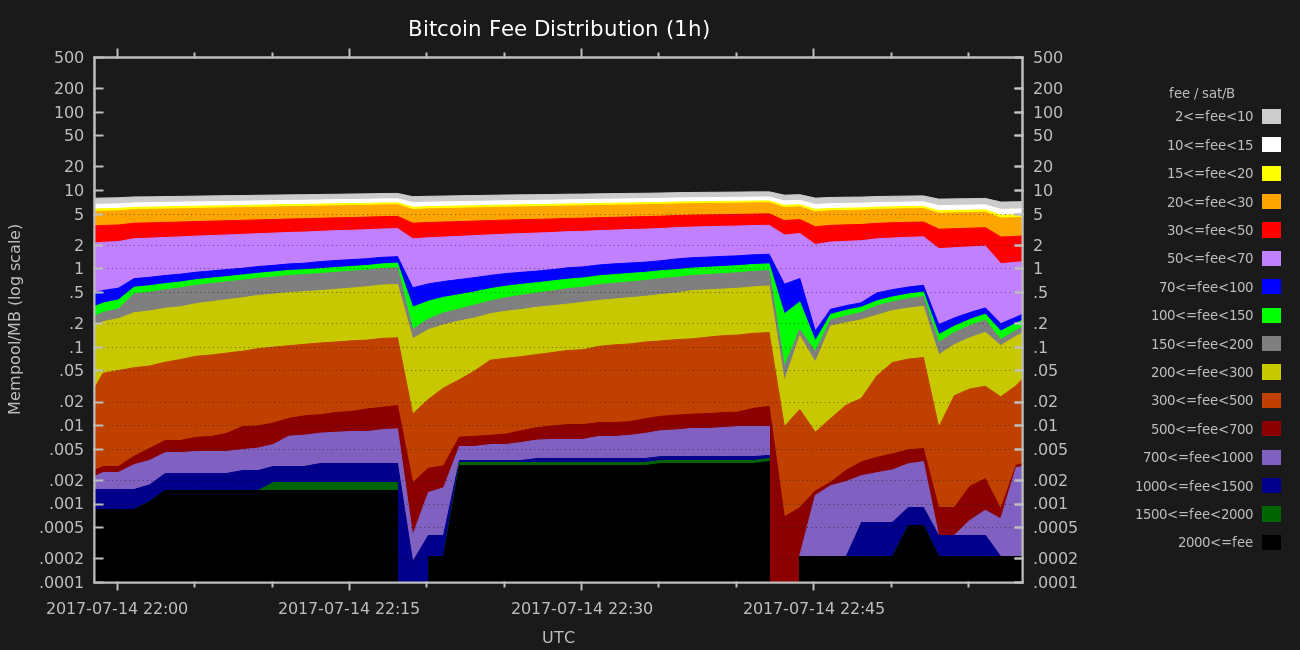 Bitcoin Fee Distribution (1h)
Mempool/MB (log scale)
500
200
100
50
20
10
5
2
1
.5
.2
.1
.05
.02
.01
.005
.002
.001
.0005
.0002
.0001
500
200
100
50
20
10
5
2
1
.5
.2
.1
.05
.02
.01
.005
.002
.001
.0005
.0002
.0001
2017-07-14 22:00 2017-07-14 22:15 2017-07-14 22:30 2017-07-14 22:45
UTC
fee / sat/B
2<=fee<10
10<=fee<15
15<=fee<20
20<=fee<30
30<=fee<50
50<=fee<70
70<=fee<100
100<=fee<150
150<=fee<200
200<=fee<300
300<=fee<500
500<=fee<700
700<=fee<1000
1000<=fee<1500
1500<=fee<2000
2000<=fee